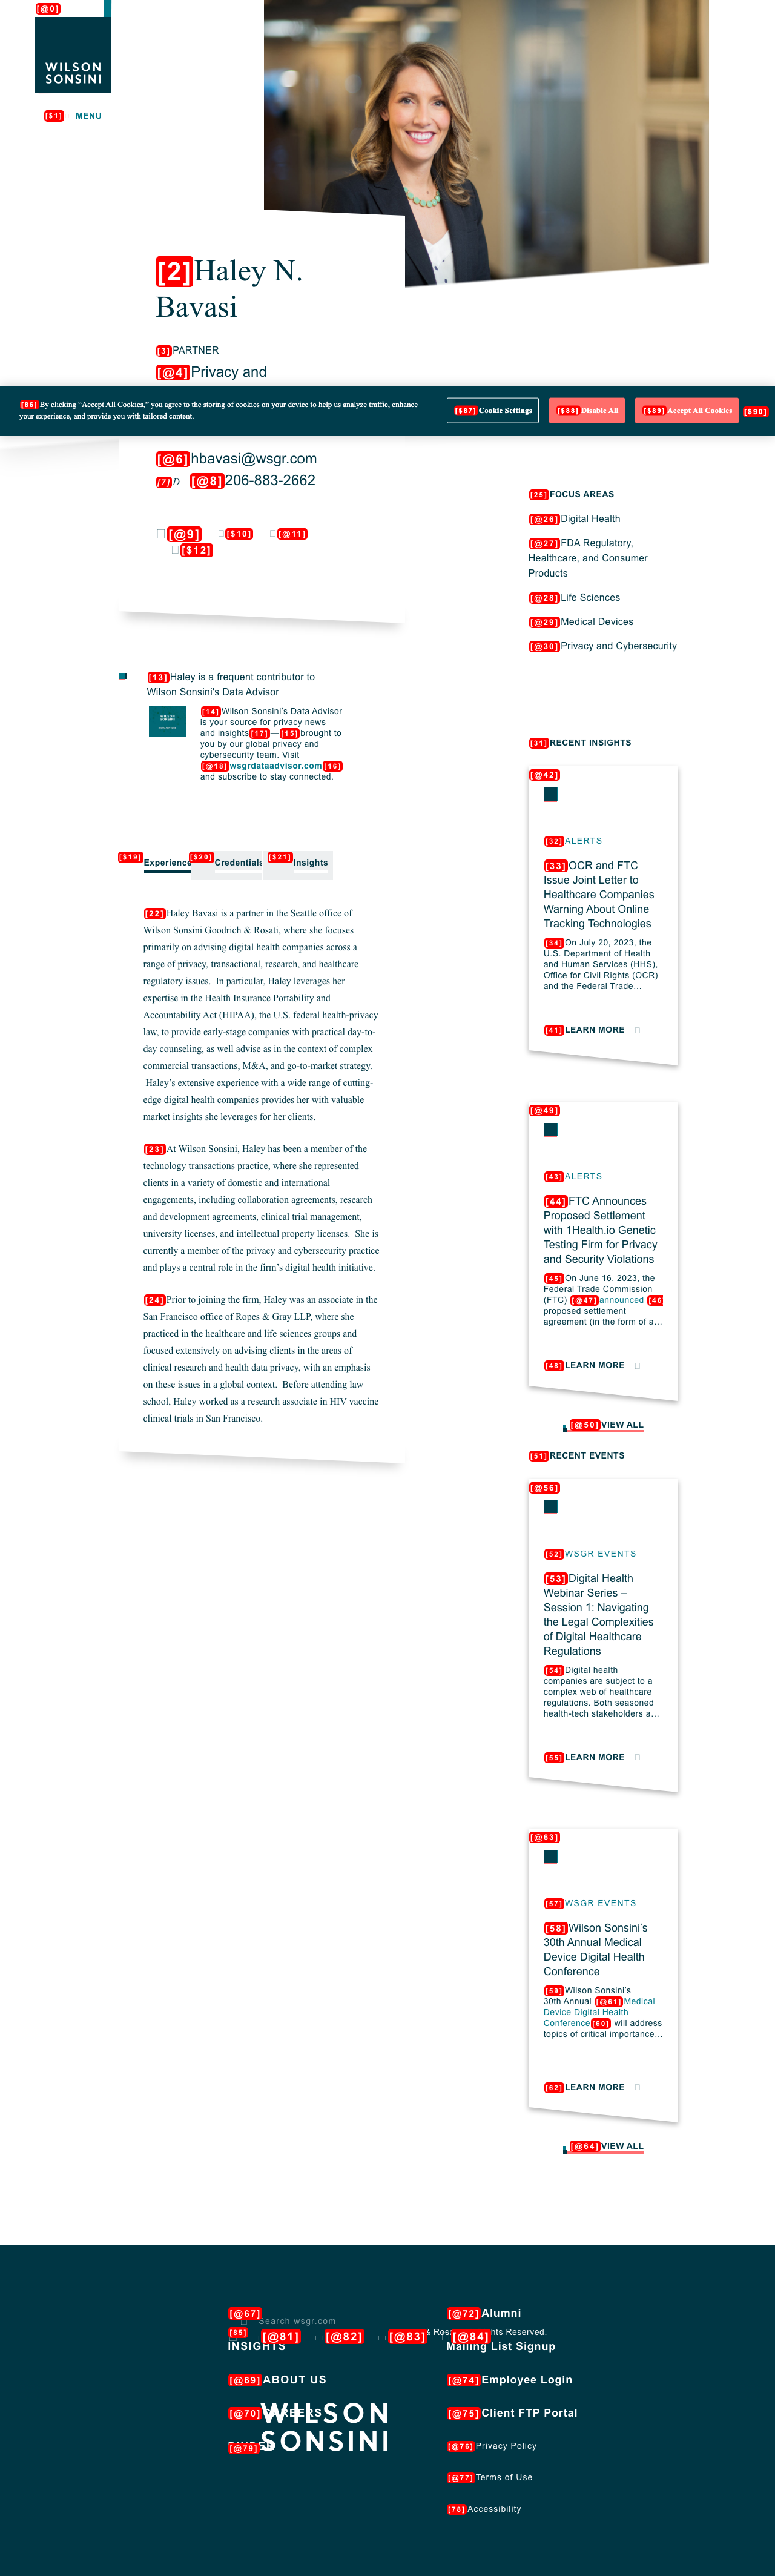 [@0]
WILSON
SONSINI
[$1] MENU
[2]Haley N.
Bavasi
[3]PARTNER
[@4]Privacy and
[86] By clicking “Accept All Cookies,” you agree to the storing of cookies on your device to help us analyze traffic, enhance
your experience, and provide you with tailored content.
[$87] Cookie Settings
[$88] Disable All
[$89] Accept All Cookies
[$90]
[@6]hbavasi@wsgr.com
[7]D [@8]206-883-2662
[@9] [$10] [@11]
[$12]
[25]FOCUS AREAS
[@26]Digital Health
[@27]FDA Regulatory,
Healthcare, and Consumer
Products
[@28]Life Sciences
[@29]Medical Devices
[@30]Privacy and Cybersecurity
[13]Haley is a frequent contributor to
Wilson Sonsini's Data Advisor
[14]Wilson Sonsini’s Data Advisor
is your source for privacy news
and insights[17]—[15]brought to
you by our global privacy and
cybersecurity team. Visit
[@18]wsgrdataadvisor.com[16]
and subscribe to stay connected.
[$19] Experience [$20] Credentials [$21] Insights
[22]Haley Bavasi is a partner in the Seattle office of
Wilson Sonsini Goodrich & Rosati, where she focuses
primarily on advising digital health companies across a
range of privacy, transactional, research, and healthcare
regulatory issues. In particular, Haley leverages her
expertise in the Health Insurance Portability and
Accountability Act (HIPAA), the U.S. federal health-privacy
law, to provide early-stage companies with practical day-to-
day counseling, as well advise as in the context of complex
commercial transactions, M&A, and go-to-market strategy.
Haley’s extensive experience with a wide range of cutting-
edge digital health companies provides her with valuable
market insights she leverages for her clients.
[23]At Wilson Sonsini, Haley has been a member of the
technology transactions practice, where she represented
clients in a variety of domestic and international
engagements, including collaboration agreements, research
and development agreements, clinical trial management,
university licenses, and intellectual property licenses. She is
currently a member of the privacy and cybersecurity practice
and plays a central role in the firm’s digital health initiative.
[24]Prior to joining the firm, Haley was an associate in the
San Francisco office of Ropes & Gray LLP, where she
practiced in the healthcare and life sciences groups and
focused extensively on advising clients in the areas of
clinical research and health data privacy, with an emphasis
on these issues in a global context. Before attending law
school, Haley worked as a research associate in HIV vaccine
clinical trials in San Francisco.
[31]RECENT INSIGHTS
[@42]
[32]ALERTS
[33]OCR and FTC
Issue Joint Letter to
Healthcare Companies
Warning About Online
Tracking Technologies
[34]On July 20, 2023, the
U.S. Department of Health
and Human Services (HHS),
Office for Civil Rights (OCR)
and the Federal Trade...
[41]LEARN MORE
[@49]
[43]ALERTS
[44]FTC Announces
Proposed Settlement
with 1Health.io Genetic
Testing Firm for Privacy
and Security Violations
[45]On June 16, 2023, the
Federal Trade Commission
(FTC) [@47]announced [46
proposed settlement
agreement (in the form of a...
[48]LEARN MORE
[@50]VIEW ALL
[51]RECENT EVENTS
[@56]
[52]WSGR EVENTS
[53]Digital Health
Webinar Series –
Session 1: Navigating
the Legal Complexities
of Digital Healthcare
Regulations
[54]Digital health
companies are subject to a
complex web of healthcare
regulations. Both seasoned
health-tech stakeholders a...
[55]LEARN MORE
[@63]
[57]WSGR EVENTS
[58]Wilson Sonsini’s
30th Annual Medical
Device Digital Health
Conference
[59]Wilson Sonsini’s
30th Annual [@61]Medical
Device Digital Health
Conference[60] will address
topics of critical importance...
[62]LEARN MORE
[@64]VIEW ALL
[@67] Search wsgr.com
[85] [@81] [@82] [@83] & [@84] Reserved.
INSIGHTS
[@69]ABOUT US
[@70]
WILSON
SONSINI
[@79]
[@72]Alumni
Mailing List Signup
[@74]Employee Login
[@75]Client FTP Portal
[@76]Privacy Policy
[@77]Terms of Use
[78]Accessibility